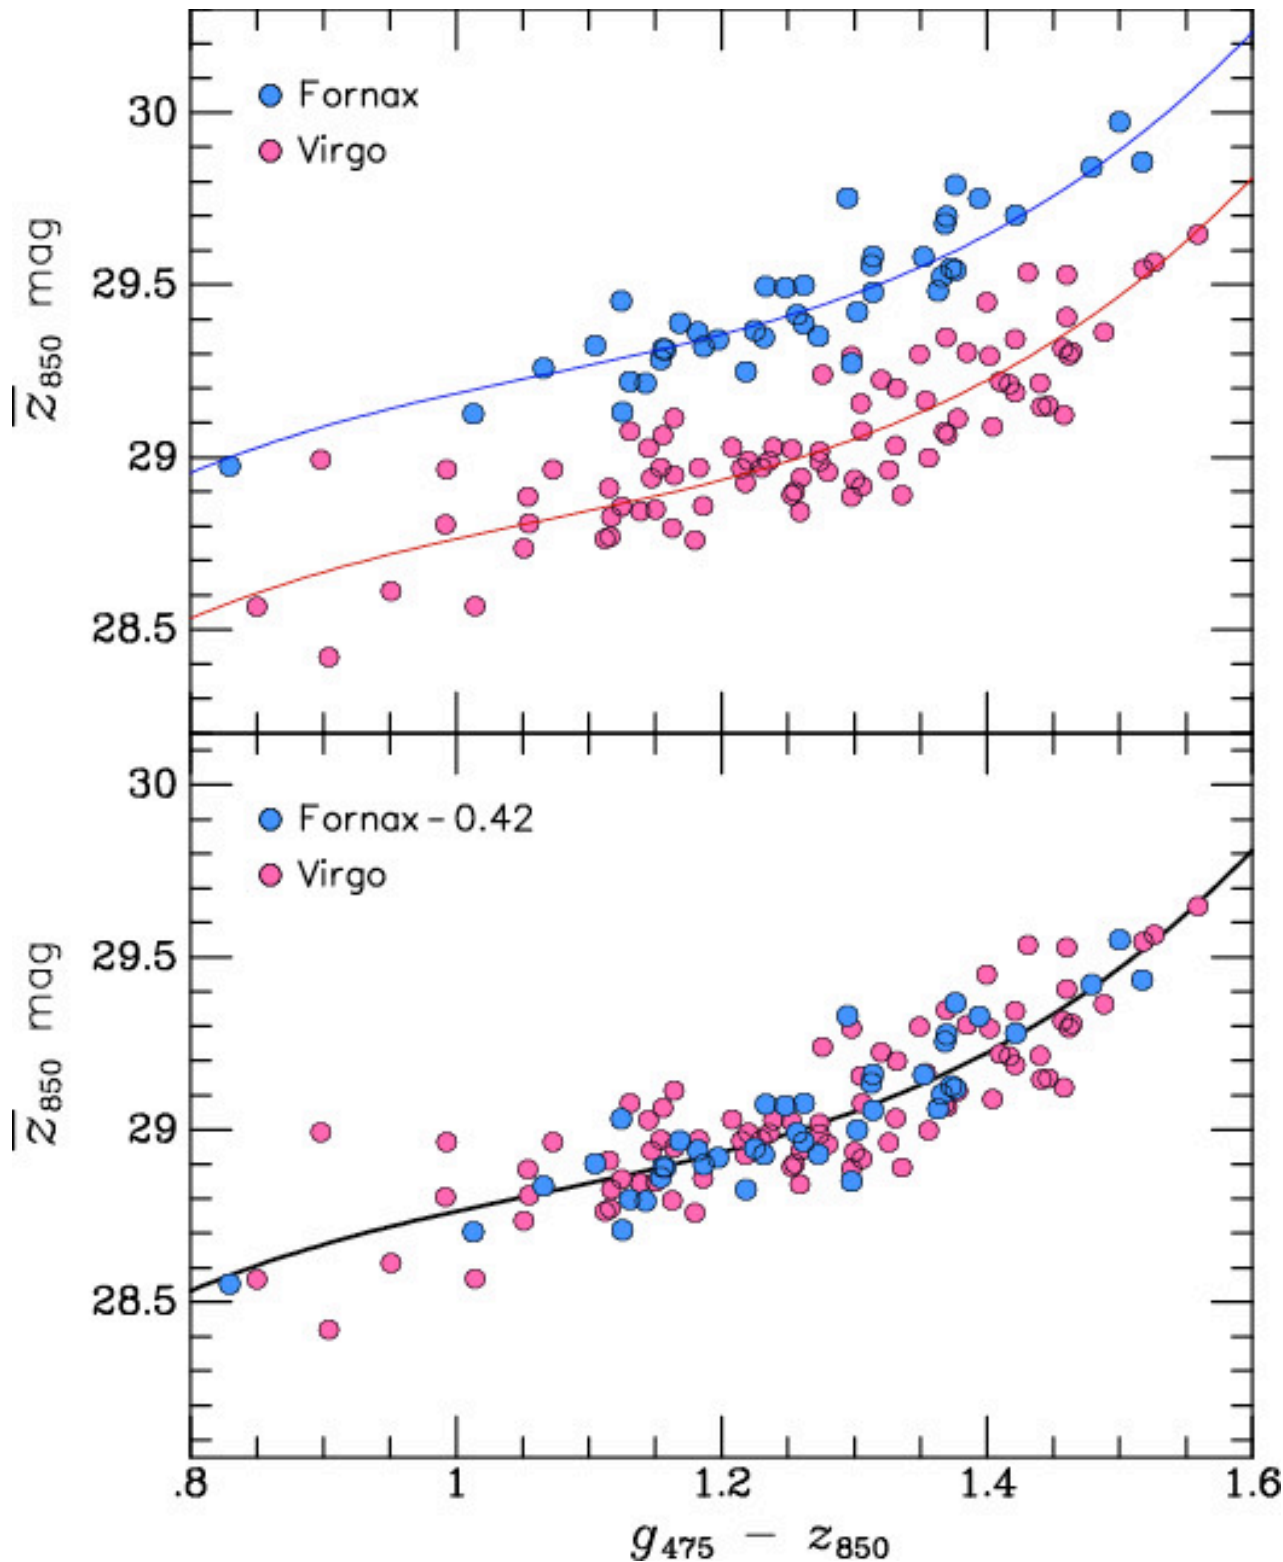 Fornax
Virgo
30
29.5
29
28.5
z̅₈₅₀ mag
Fornax – 0.42
Virgo
30
29.5
29
28.5
z̅₈₅₀ mag
.8 1 1.2 1.4 1.6
g₄₇₅ – z₈₅₀